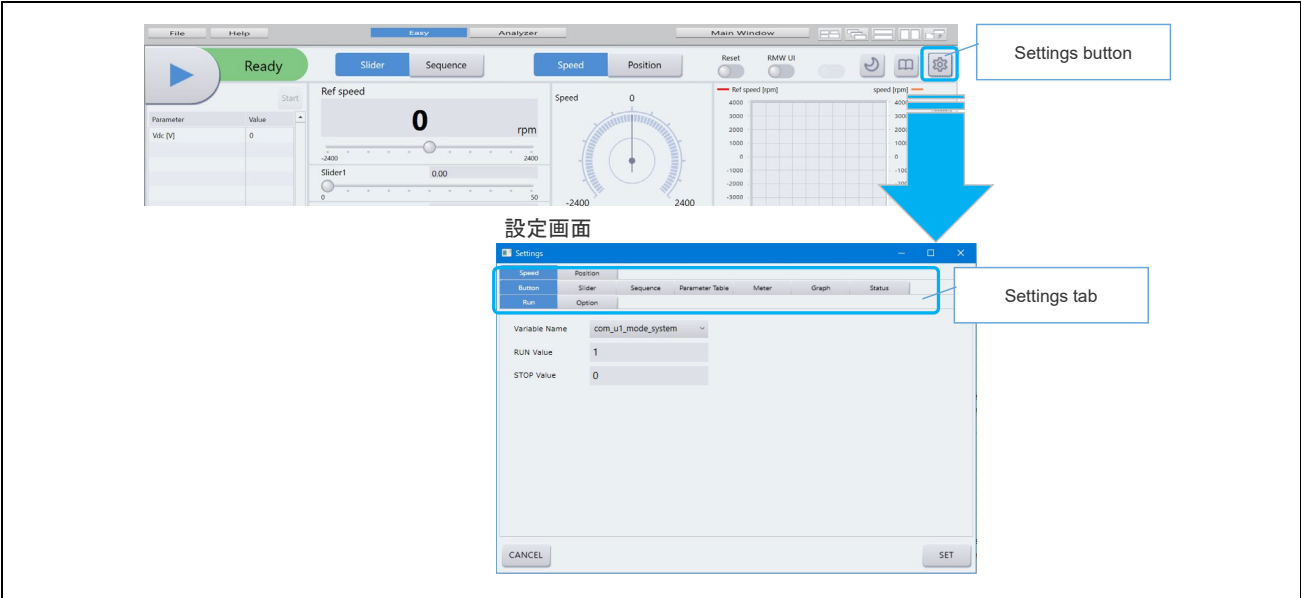 File Help Easy Analyzer Main Window
Settings button
Ready Slider Sequence Speed Position Reset RMW UI
Start
Parameter Value
Vdc [V] 0
Ref speed
0 rpm
-2400 2400
Slider1 0.00
0 50
Speed 0
-2400 2400
Ref speed [rpm] speed [rpm]
4000 4000
3000
2000
1000
0 0
-1000
-2000
-3000
設定画面
Settings
Speed Position
Button Slider Sequence Parameter Table Meter Graph Status
Run Option
Settings tab
Variable Name com_u1_mode_system
RUN Value 1
STOP Value 0
CANCEL SET